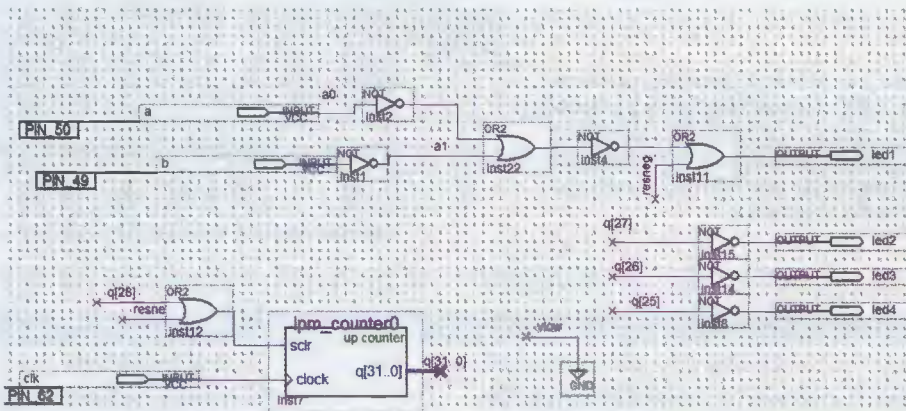 a0
NOT
a
INPUT
VCC
inst2
PIN_50
OR2
NOT
OR2
a1
OUTPUT
led1
b
INPUT
VCC
NOT
inst1
inst22
inst4
inst11
PIN_49
q[27]
NOT
OUTPUT
led2
inst15
q[26]
NOT
OUTPUT
led3
inst14
q[28]
OR2
resne
inst12
q[25]
NOT
OUTPUT
led4
inst8
lpm_counter0
up counter
sclr
q[31..0]
q[31..0]
clock
inst7
GND
clk
INPUT
VCC
PIN_62